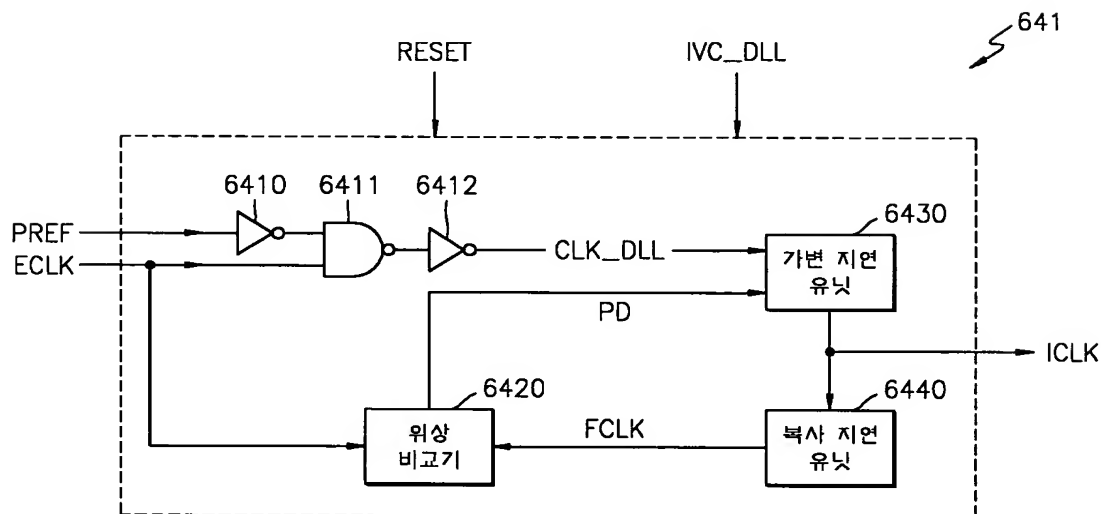 641
RESET
IVC_DLL
6410
6411
6412
6430
PREF
ECLK
CLK_DLL
가변 지연
유닛
PD
ICLK
6420
6440
위상
비교기
FCLK
복사 지연
유닛